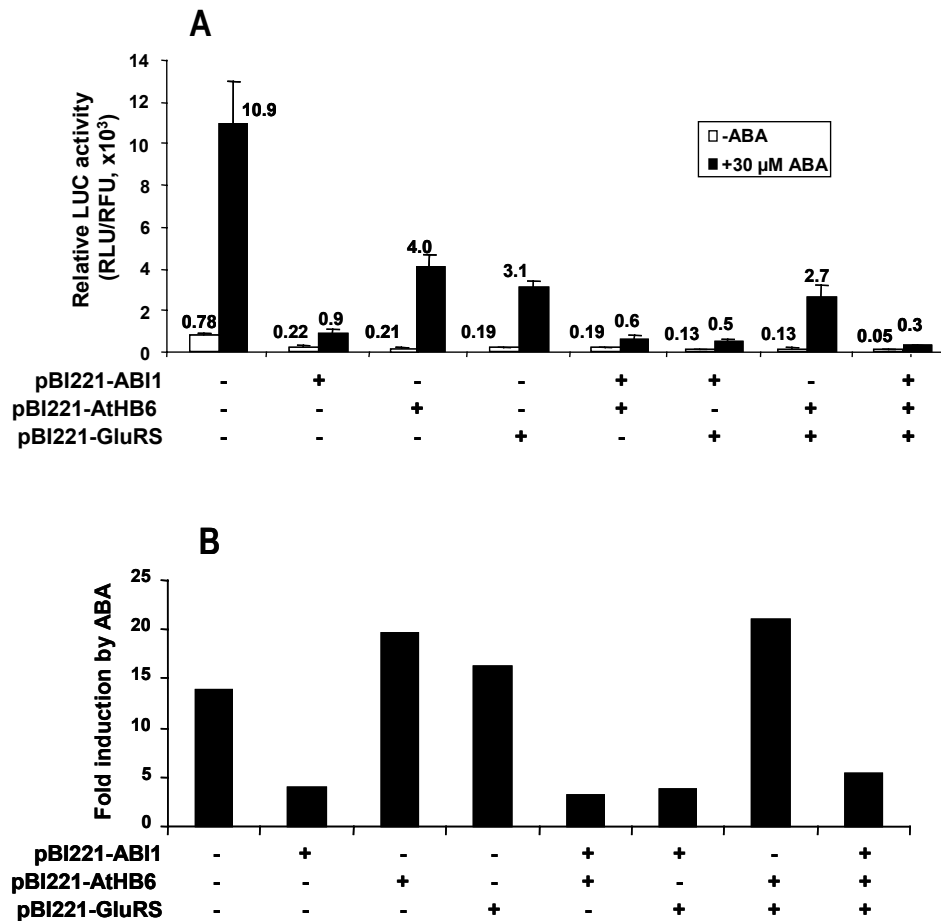 A
Relative LUC activity
(RLU/RFU, x10³)
14
12
10
8
6
4
2
0
-ABA
+30 µM ABA
0.78 10.9 0.22 0.9 0.21 4.0 0.19 3.1 0.19 0.6 0.13 0.5 0.13 2.7 0.05 0.3
pBI221-ABI1 - + - - + + - +
pBI221-AtHB6 - - + - + - + +
pBI221-GluRS - - - + - + + +
B
Fold induction by ABA
25
20
15
10
5
0
pBI221-ABI1 - + - - + + - +
pBI221-AtHB6 - - + - + - + +
pBI221-GluRS - - - + - + + +